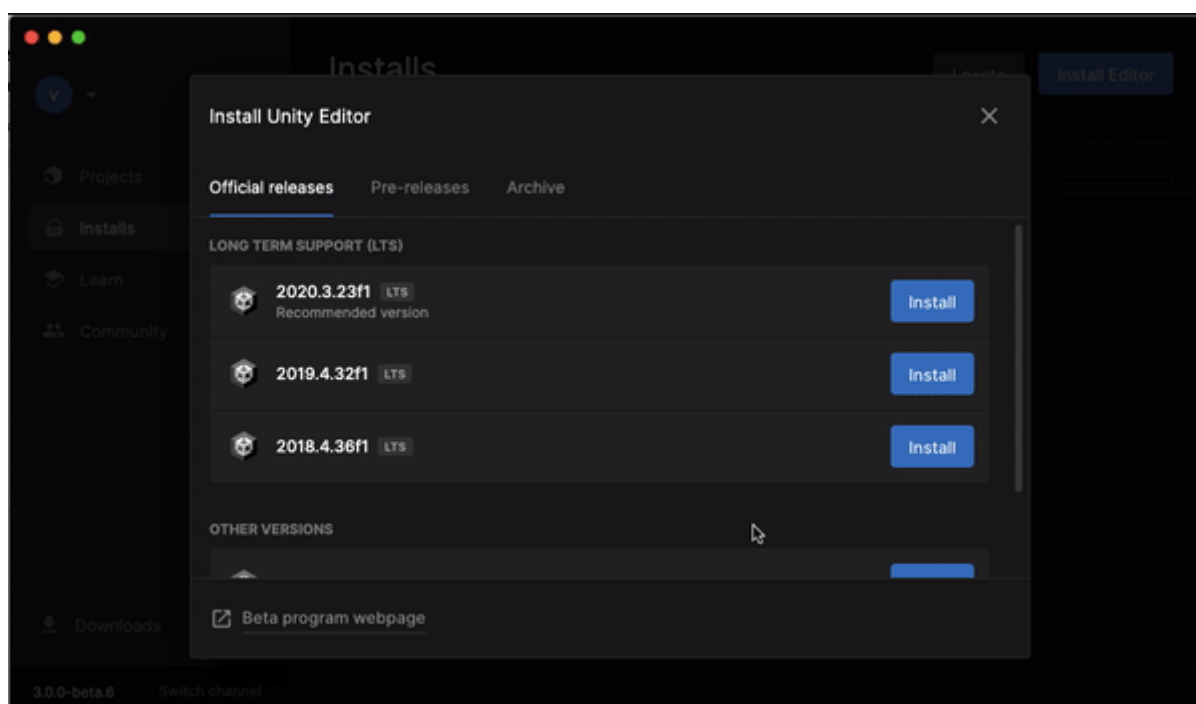 Installs
Locate
Install Editor
V
Install Unity Editor
Projects
Official releases
Pre-releases
Archive
Installs
LONG TERM SUPPORT (LTS)
Learn
2020.3.23f1 LTS
Recommended version
Install
Community
2019.4.32f1 LTS
Install
2018.4.36f1 LTS
Install
OTHER VERSIONS
Beta program webpage
Downloads
3.0.0-beta.6
Switch channel